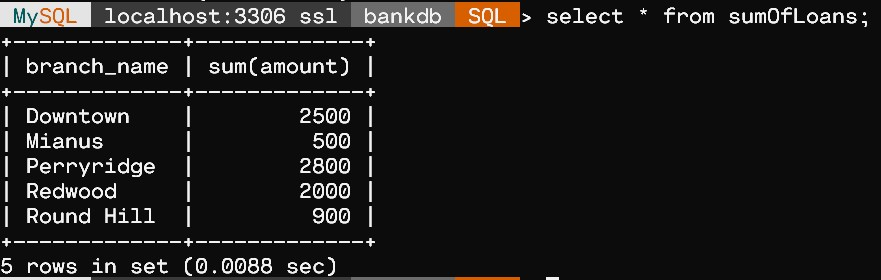 MySQL localhost:3306 ssl bankdb SQL > select * from sumOfLoans;
+-------------+-------------+
| branch_name | sum(amount) |
+-------------+-------------+
| Downtown    |        2500 |
| Mianus      |         500 |
| Perryridge  |        2800 |
| Redwood     |        2000 |
| Round Hill  |         900 |
+-------------+-------------+
5 rows in set (0.0088 sec)